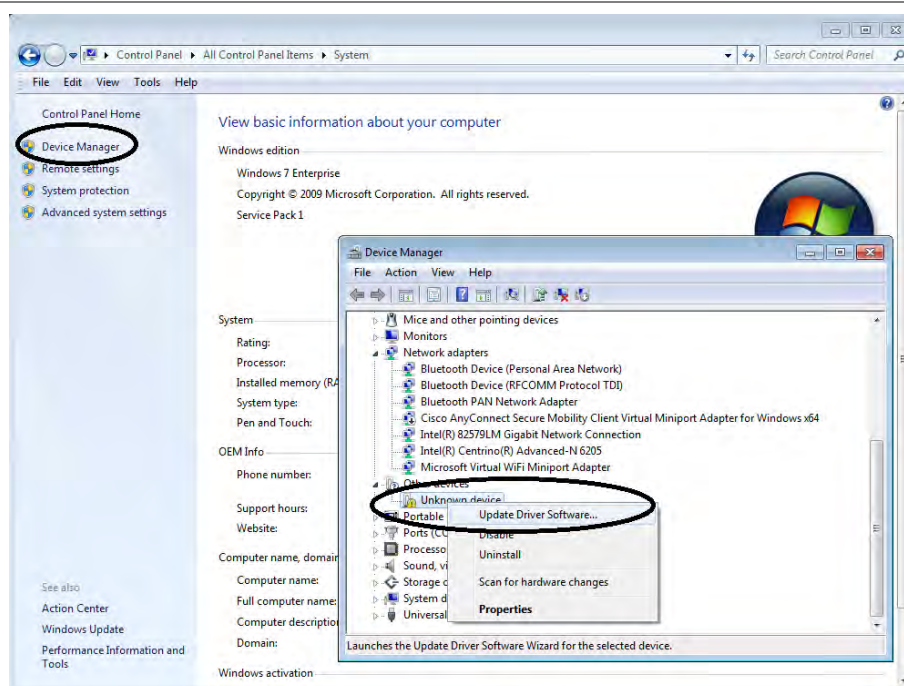 Control Panel ▸ All Control Panel Items ▸ System
Search Control Panel
File Edit View Tools Help
Control Panel Home
Device Manager
Remote settings
System protection
Advanced system settings
See also
Action Center
Windows Update
Performance Information and
Tools
View basic information about your computer
Windows edition
Windows 7 Enterprise
Copyright © 2009 Microsoft Corporation. All rights reserved.
Service Pack 1
System
Rating:
Processor:
Installed memory (RA
System type:
Pen and Touch:
OEM Info
Phone number:
Support hours:
Website:
Computer name, domain
Computer name:
Full computer name:
Computer description
Domain:
Windows activation
Device Manager
File Action View Help
Mice and other pointing devices
Monitors
Network adapters
Bluetooth Device (Personal Area Network)
Bluetooth Device (RFCOMM Protocol TDI)
Bluetooth PAN Network Adapter
Cisco AnyConnect Secure Mobility Client Virtual Miniport Adapter for Windows x64
Intel(R) 82579LM Gigabit Network Connection
Intel(R) Centrino(R) Advanced-N 6205
Microsoft Virtual WiFi Miniport Adapter
Other devices
Unknown device
Portable
Ports (CO
Processo
Sound, vi
Storage c
System d
Universal
Update Driver Software...
Disable
Uninstall
Scan for hardware changes
Properties
Launches the Update Driver Software Wizard for the selected device.